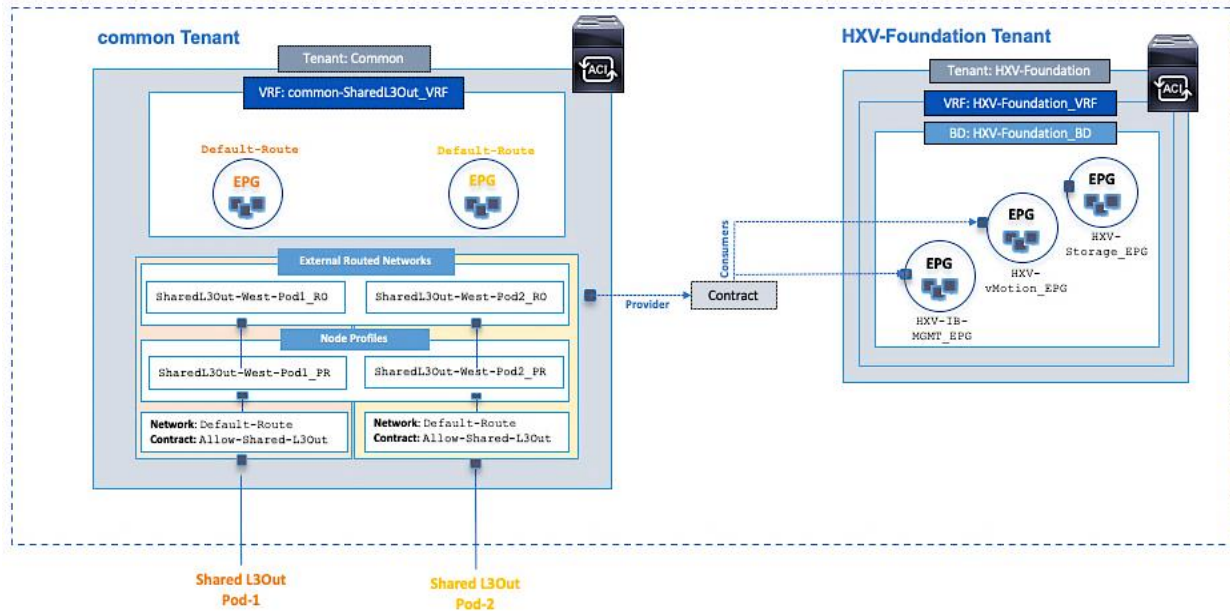 common Tenant
Tenant: Common
ACI
VRF: common-SharedL3Out_VRF
Default-Route
EPG
Default-Route
EPG
External Routed Networks
SharedL3Out-West-Pod1_RO
SharedL3Out-West-Pod2_RO
Node Profiles
SharedL3Out-West-Pod1_PR
SharedL3Out-West-Pod2_PR
Network: Default-Route
Contract: Allow-Shared-L3Out
Network: Default-Route
Contract: Allow-Shared-L3Out
Shared L3Out
Pod-1
Shared L3Out
Pod-2
Provider
Contract
Consumers
HXV-Foundation Tenant
Tenant: HXV-Foundation
ACI
VRF: HXV-Foundation_VRF
BD: HXV-Foundation_BD
EPG
HXV-
Storage_EPG
EPG
HXV-
vMotion_EPG
EPG
HXV-IB-
MGMT_EPG